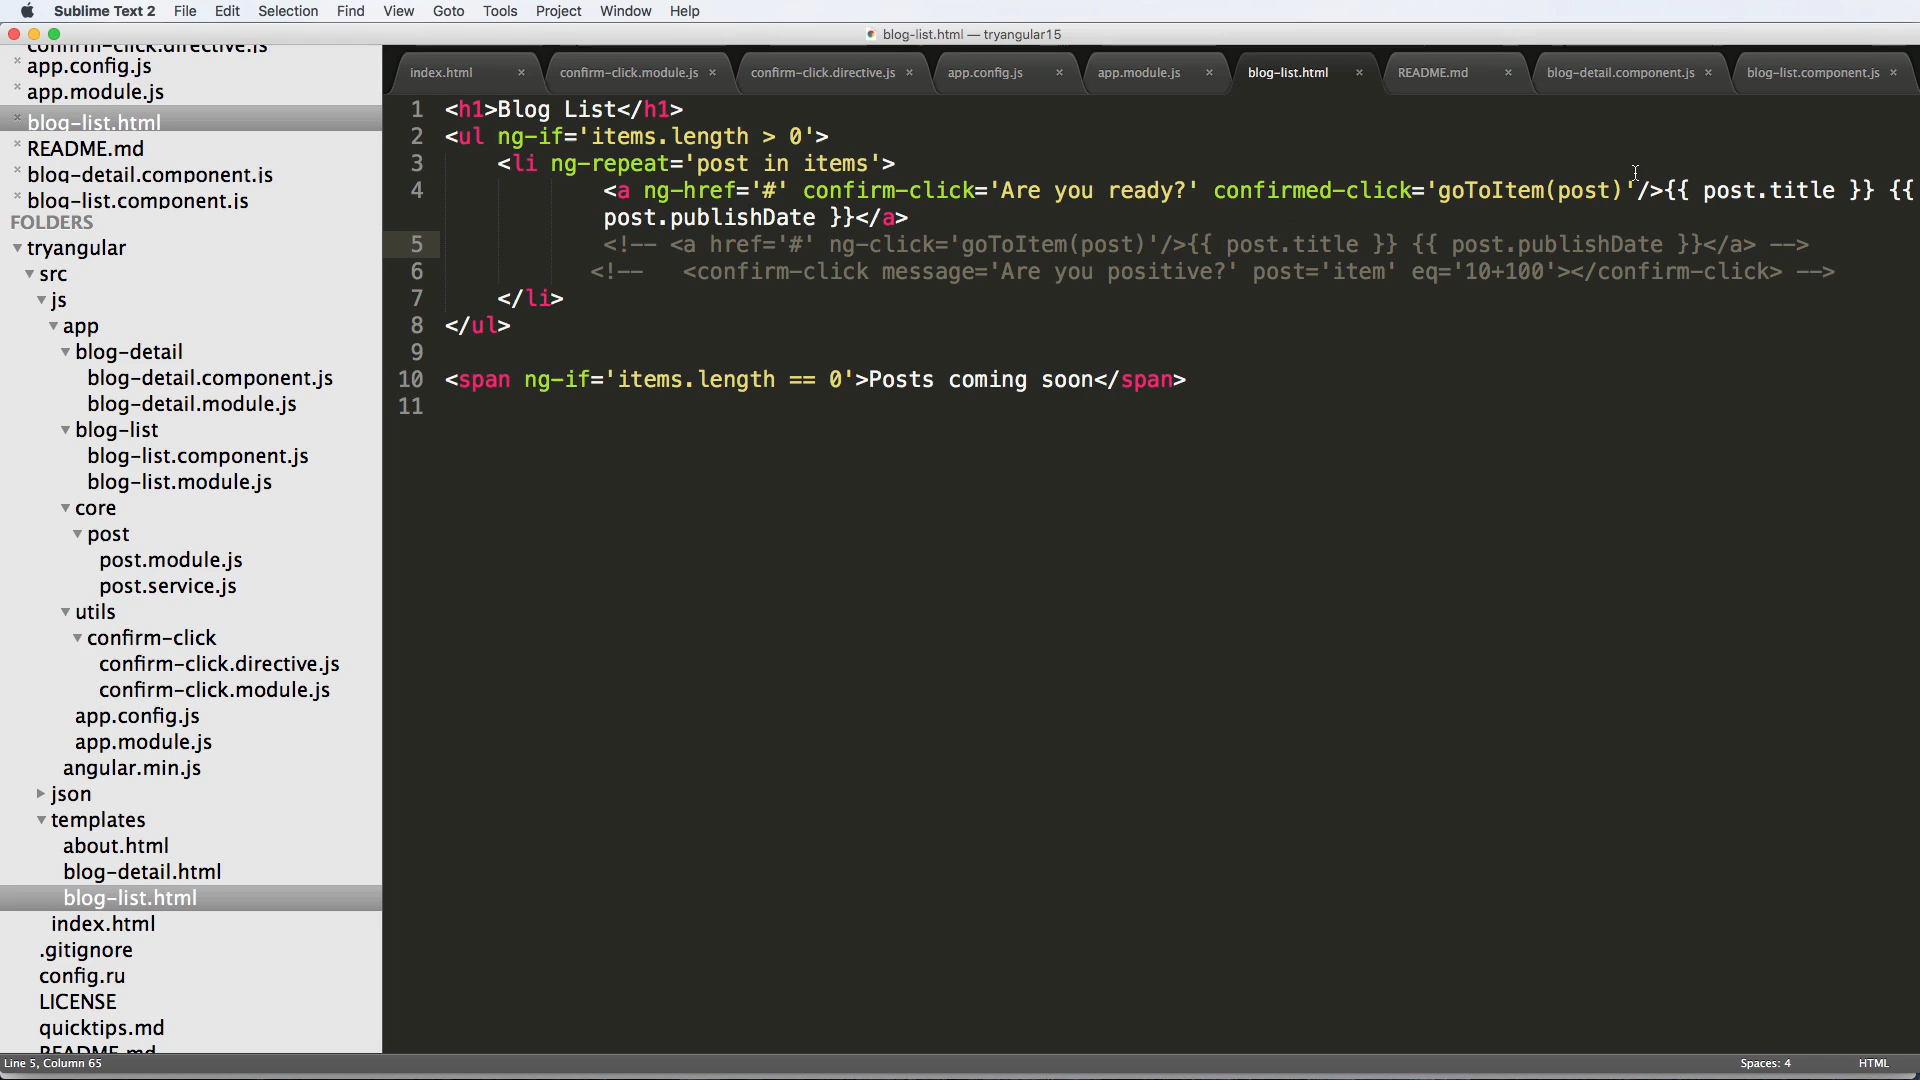 Sublime Text 2 File Edit Selection Find View Goto Tools Project Window Help
blog-list.html — tryangular15
confirm-click.directive.js
app.config.js
app.module.js
blog-list.html
README.md
blog-detail.component.js
blog-list.component.js
FOLDERS
tryangular
src
js
app
blog-detail
blog-detail.component.js
blog-detail.module.js
blog-list
blog-list.component.js
blog-list.module.js
core
post
post.module.js
post.service.js
utils
confirm-click
confirm-click.directive.js
confirm-click.module.js
app.config.js
app.module.js
angular.min.js
json
templates
about.html
blog-detail.html
blog-list.html
index.html
.gitignore
config.ru
LICENSE
quicktips.md
README.md
index.html confirm-click.module.js confirm-click.directive.js app.config.js app.module.js blog-list.html README.md blog-detail.component.js blog-list.component.js
1 <h1>Blog List</h1>
2 <ul ng-if='items.length > 0'>
3 <li ng-repeat='post in items'>
4 <a ng-href='#' confirm-click='Are you ready?' confirmed-click='goToItem(post)'/>{{ post.title }} {{
post.publishDate }}</a>
5 <!-- <a href='#' ng-click='goToItem(post)'/>{{ post.title }} {{ post.publishDate }}</a> -->
6 <!-- <confirm-click message='Are you positive?' post='item' eq='10+100'></confirm-click> -->
7 </li>
8 </ul>
9
10 <span ng-if='items.length == 0'>Posts coming soon</span>
11
Line 5, Column 65 Spaces: 4 HTML